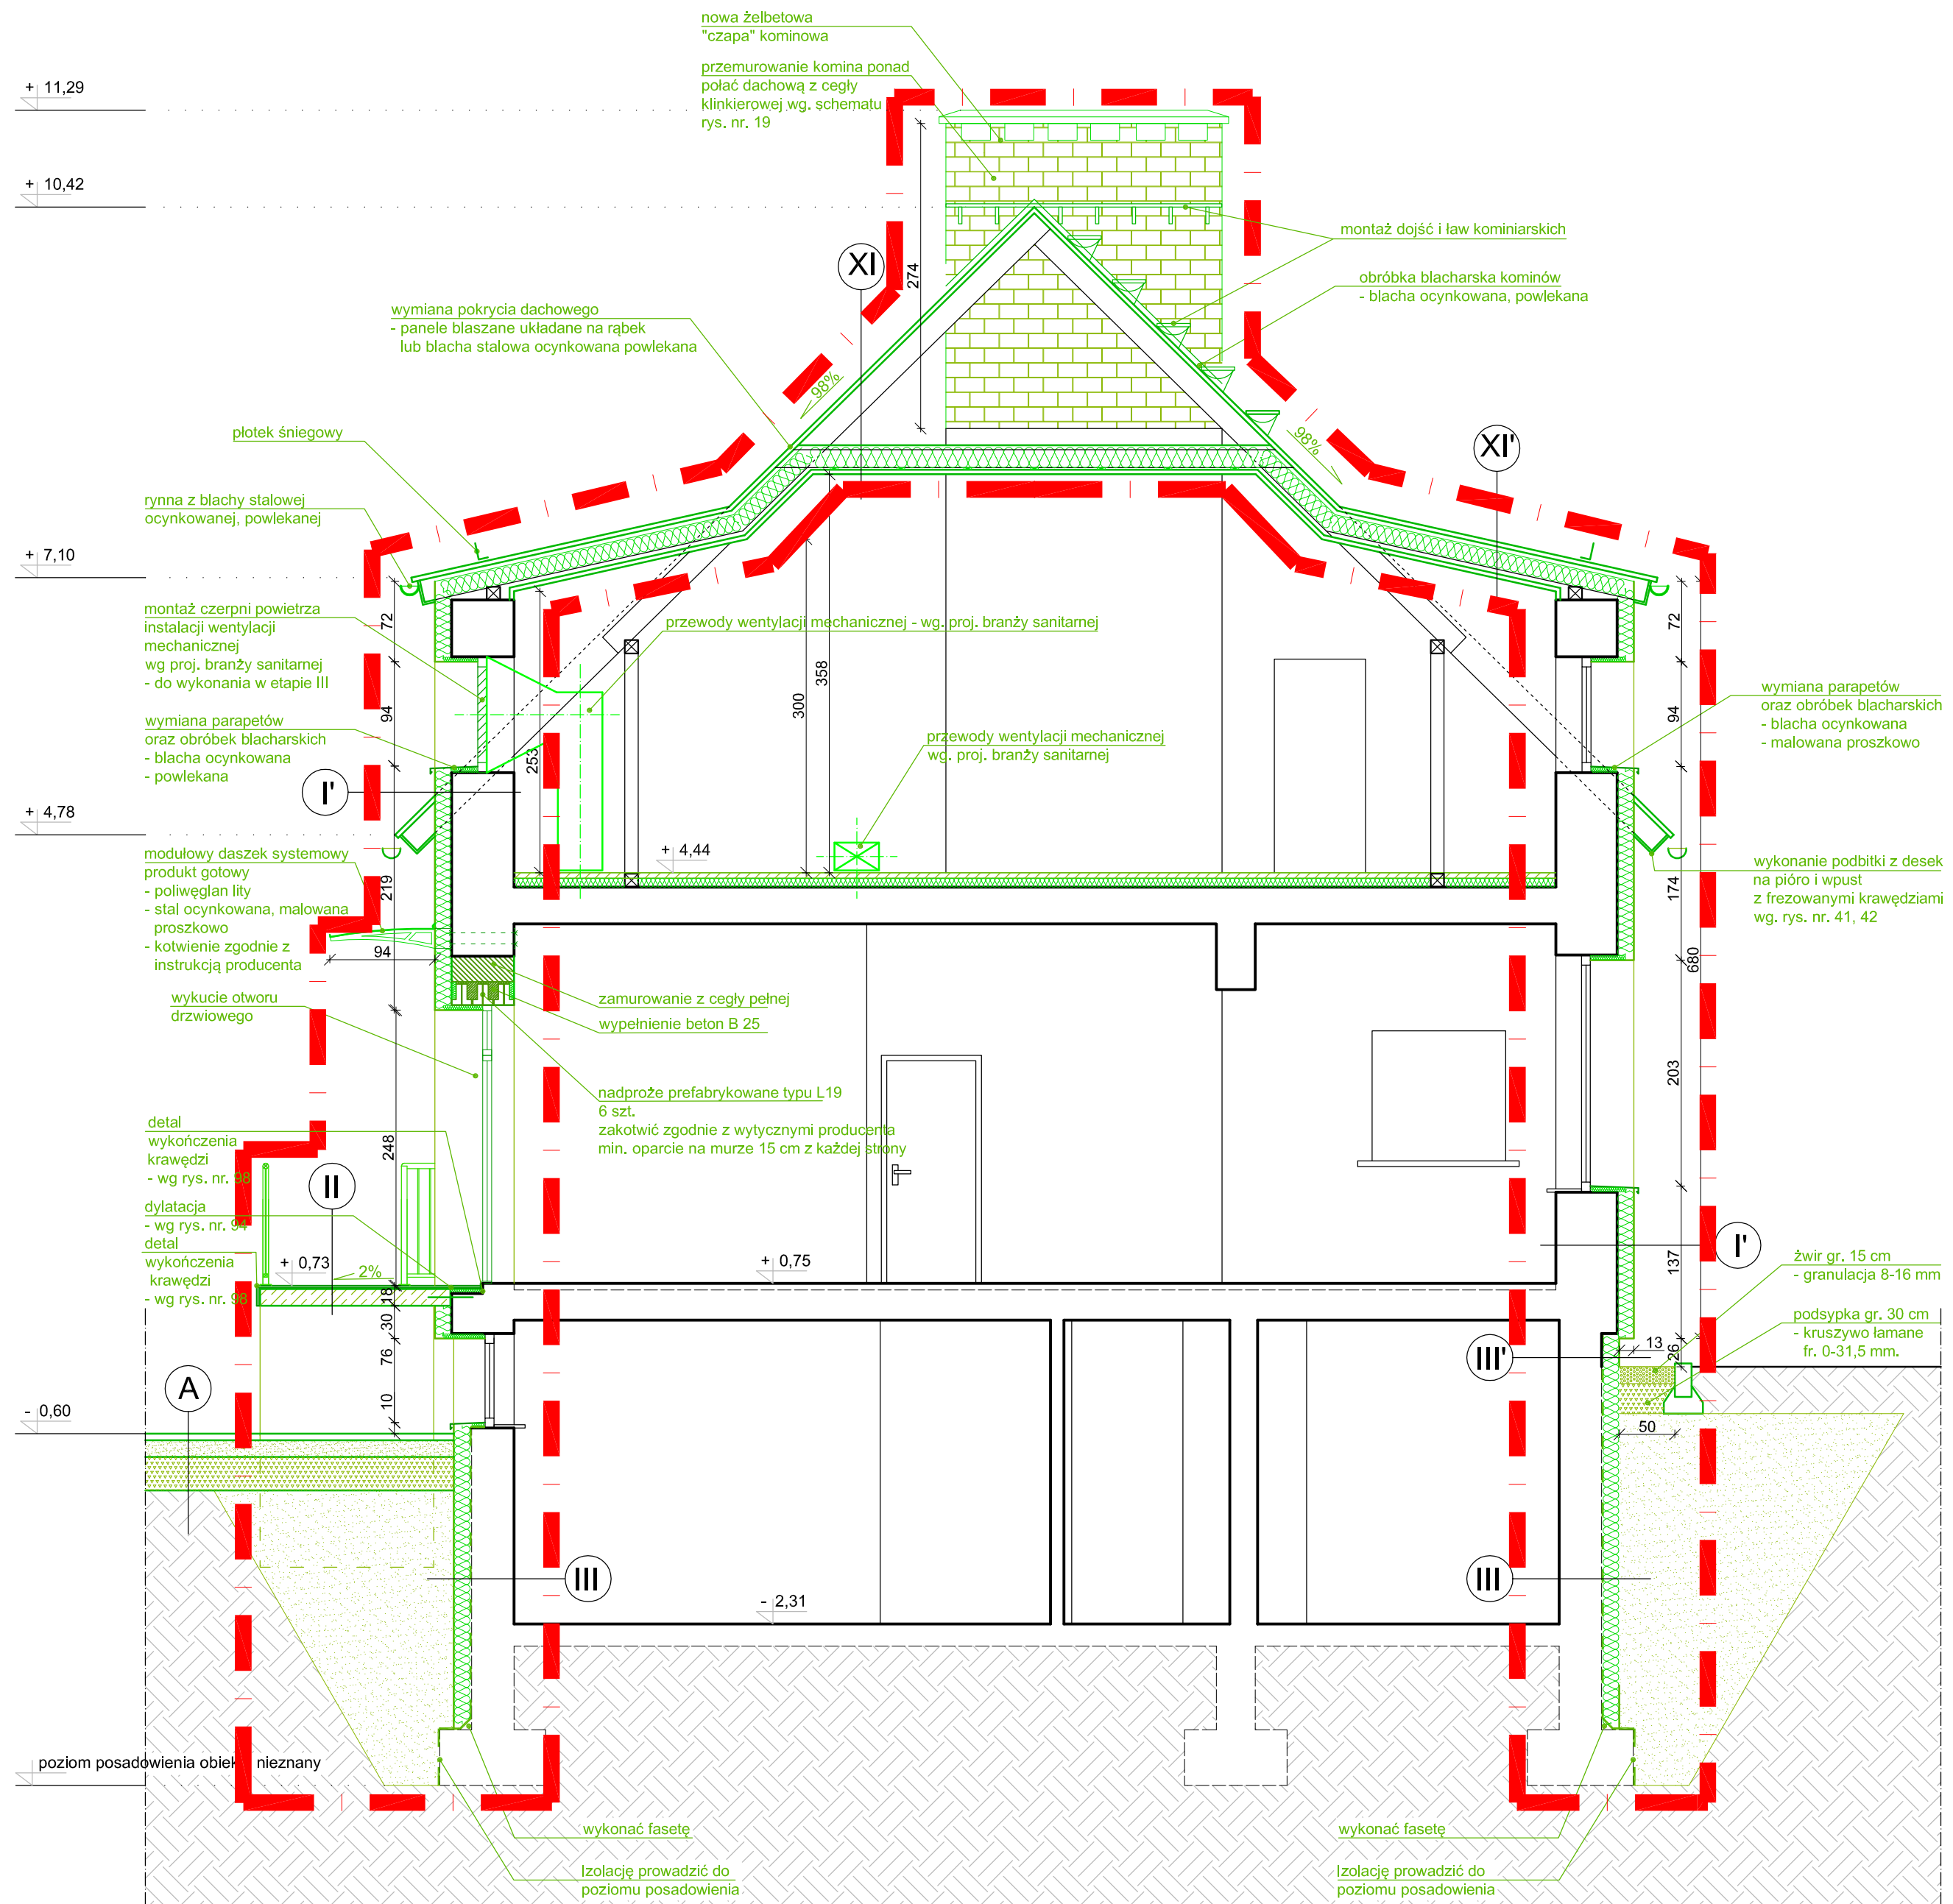 nowa żelbetowa
"czapa" kominowa
przemurowanie komina ponad
połać dachową z cegły
klinkierowej wg. schematu
rys. nr. 19
+ 11,29
+ 10,42
XI
274
montaż dojść i ław kominiarskich
obróbka blacharska kominów
- blacha ocynkowana, powlekana
wymiana pokrycia dachowego
- panele blaszane układane na rąbek
lub blacha stalowa ocynkowana powlekana
98%
98%
XI'
płotek śniegowy
rynna z blachy stalowej
ocynkowanej, powlekanej
+ 7,10
montaż czerpni powietrza
instalacji wentylacji
mechanicznej
wg proj. branży sanitarnej
- do wykonania w etapie III
72
przewody wentylacji mechanicznej - wg. proj. branży sanitarnej
72
358
300
94
94
wymiana parapetów
oraz obróbek blacharskich
- blacha ocynkowana
- malowana proszkowo
wymiana parapetów
oraz obróbek blacharskich
- blacha ocynkowana
- powlekana
253
przewody wentylacji mechanicznej
wg. proj. branży sanitarnej
I'
+ 4,78
+ 4,44
modułowy daszek systemowy
produkt gotowy
- poliwęglan lity
- stal ocynkowana, malowana
proszkowo
- kotwienie zgodnie z
instrukcją producenta
219
94
174
wykonanie podbitki z desek
na pióro i wpust
z frezowanymi krawędziami
wg. rys. nr. 41, 42
680
wykucie otworu
drzwiowego
zamurowanie z cegły pełnej
wypełnienie beton B 25
203
nadproże prefabrykowane typu L19
6 szt.
zakotwić zgodnie z wytycznymi producenta
min. oparcie na murze 15 cm z każdej strony
detal
wykończenia
krawędzi
- wg rys. nr. 98
248
II
dylatacja
- wg rys. nr. 94
detal
wykończenia
krawędzi
- wg rys. nr. 98
+ 0,73
2%
+ 0,75
137
I'
żwir gr. 15 cm
- granulacja 8-16 mm
18
30
76
10
podsypka gr. 30 cm
- kruszywo łamane
fr. 0-31,5 mm.
III'
13
26
A
- 0,60
50
III
III
- 2,31
poziom posadowienia obiek nieznany
wykonać fasetę
wykonać fasetę
Izolację prowadzić do
poziomu posadowienia
Izolację prowadzić do
poziomu posadowienia